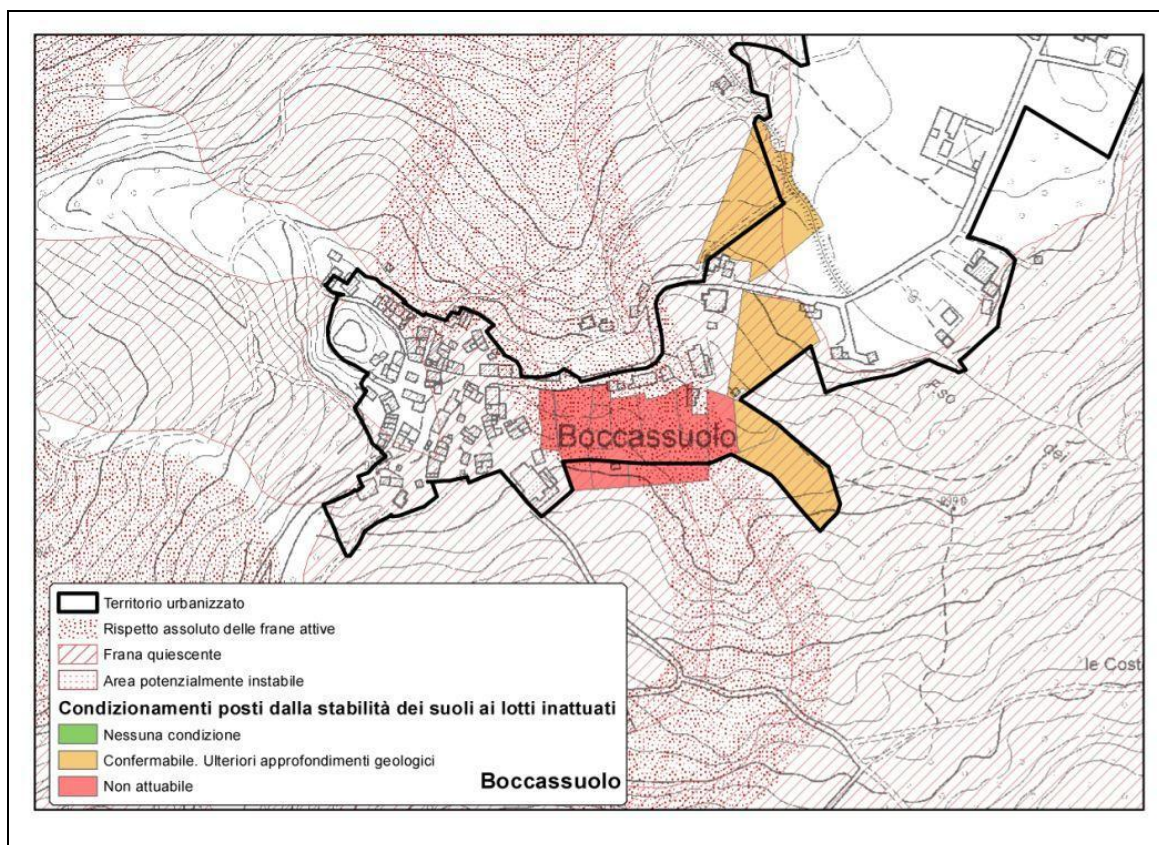 Boccassuolo
F.so
dei
le Cost
Territorio urbanizzato
Rispetto assoluto delle frane attive
Frana quiescente
Area potenzialmente instabile
Condizionamenti posti dalla stabilità dei suoli ai lotti inattuati
Nessuna condizione
Confermabile. Ulteriori approfondimenti geologici
Non attuabile
Boccassuolo